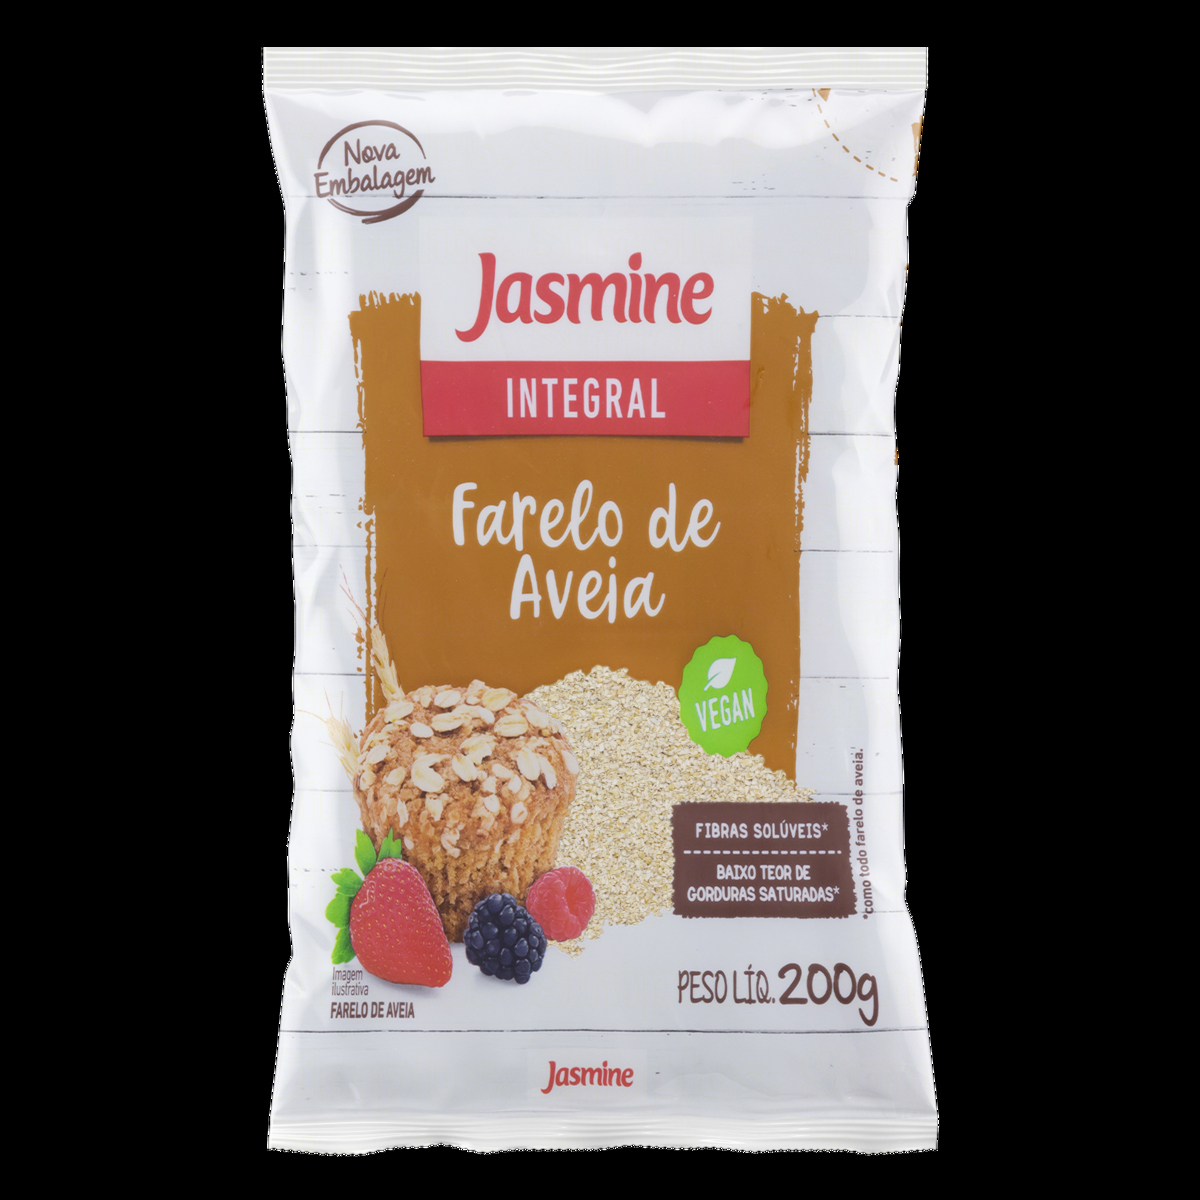 Nova
Embalagem
Jasmine
INTEGRAL
Farelo de
Aveia
VEGAN
FIBRAS SOLÚVEIS*
BAIXO TEOR DE
GORDURAS SATURADAS*
*como todo farelo de aveia.
Imagem
ilustrativa
FARELO DE AVEIA
PESO LÍQ. 200g
Jasmine